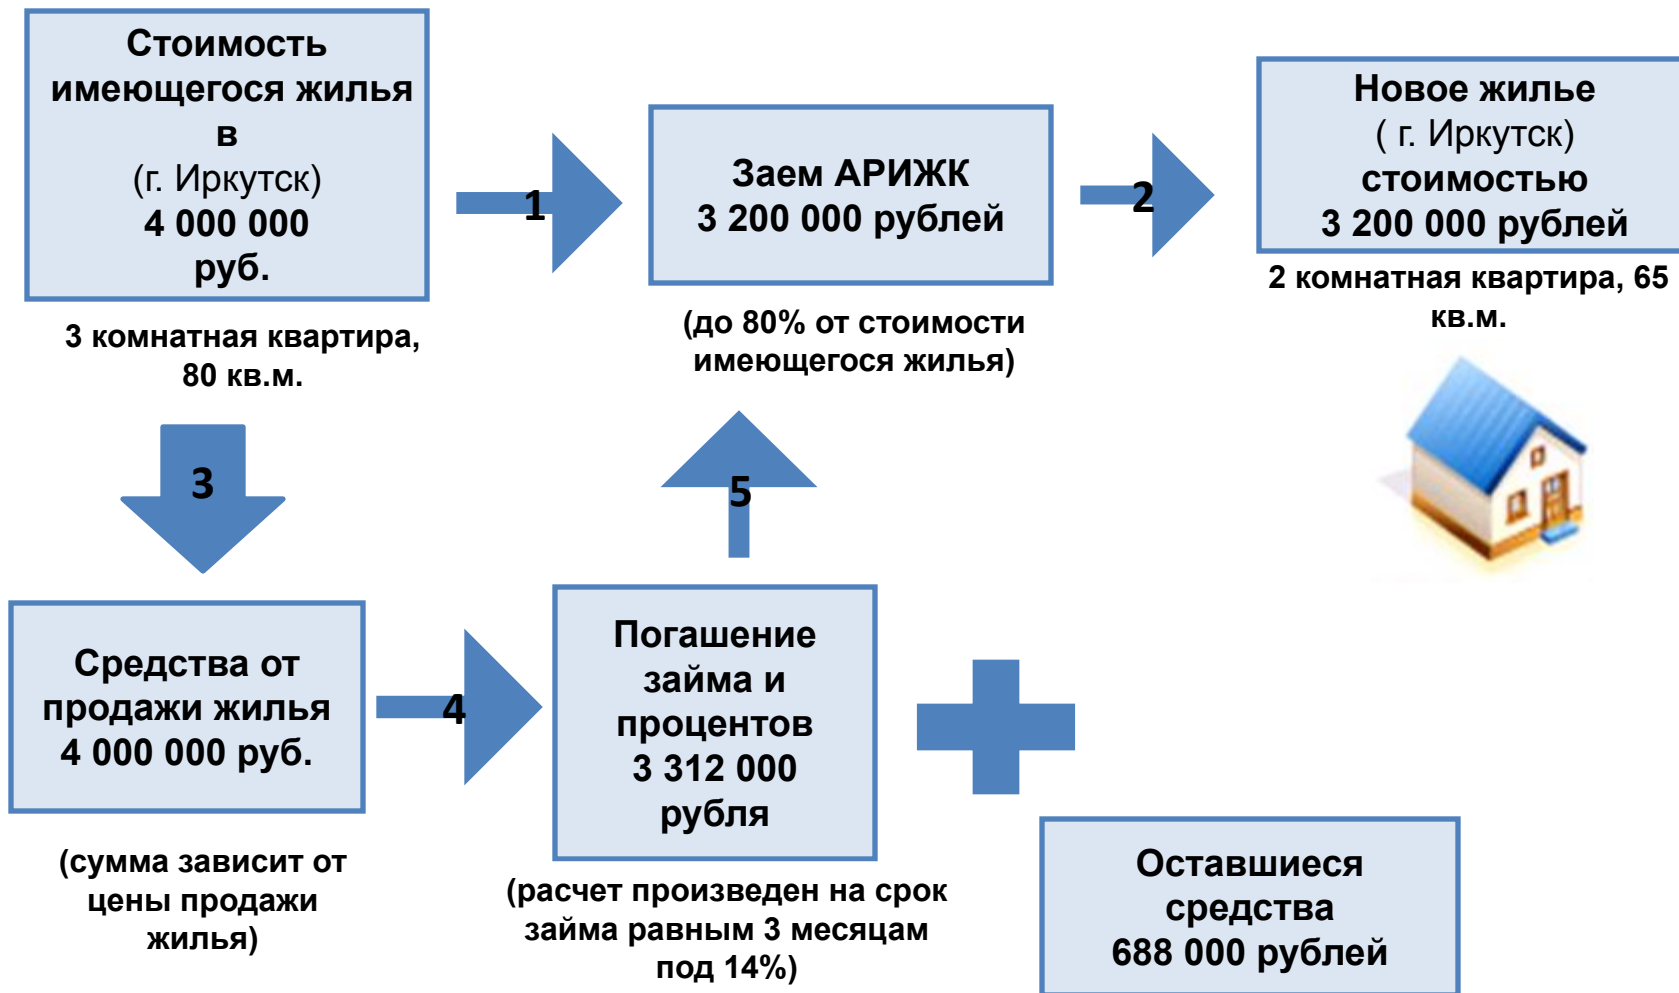 Стоимость
имеющегося жилья
в
(г. Иркутск)
4 000 000
руб.
3 комнатная квартира,
80 кв.м.
1
Заем АРИЖК
3 200 000 рублей
(до 80% от стоимости
имеющегося жилья)
2
Новое жилье
( г. Иркутск)
стоимостью
3 200 000 рублей
2 комнатная квартира, 65
кв.м.
3
Средства от
продажи жилья
4 000 000 руб.
(сумма зависит от
цены продажи
жилья)
4
5
Погашение
займа и
процентов
3 312 000
рубля
(расчет произведен на срок
займа равным 3 месяцам
под 14%)
Оставшиеся
средства
688 000 рублей